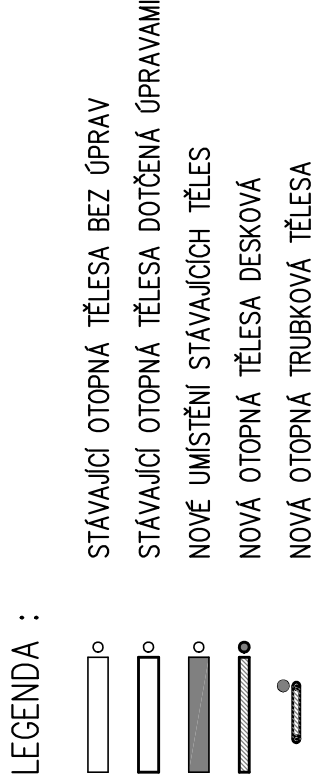 LEGENDA :
STÁVAJÍCÍ OTOPNÁ TĚLESA BEZ ÚPRAV
STÁVAJÍCÍ OTOPNÁ TĚLESA DOTČENÁ ÚPRAVAMI
NOVÉ UMÍSTĚNÍ STÁVAJÍCÍCH TĚLES
NOVÁ OTOPNÁ TĚLESA DESKOVÁ
NOVÁ OTOPNÁ TRUBKOVÁ TĚLESA